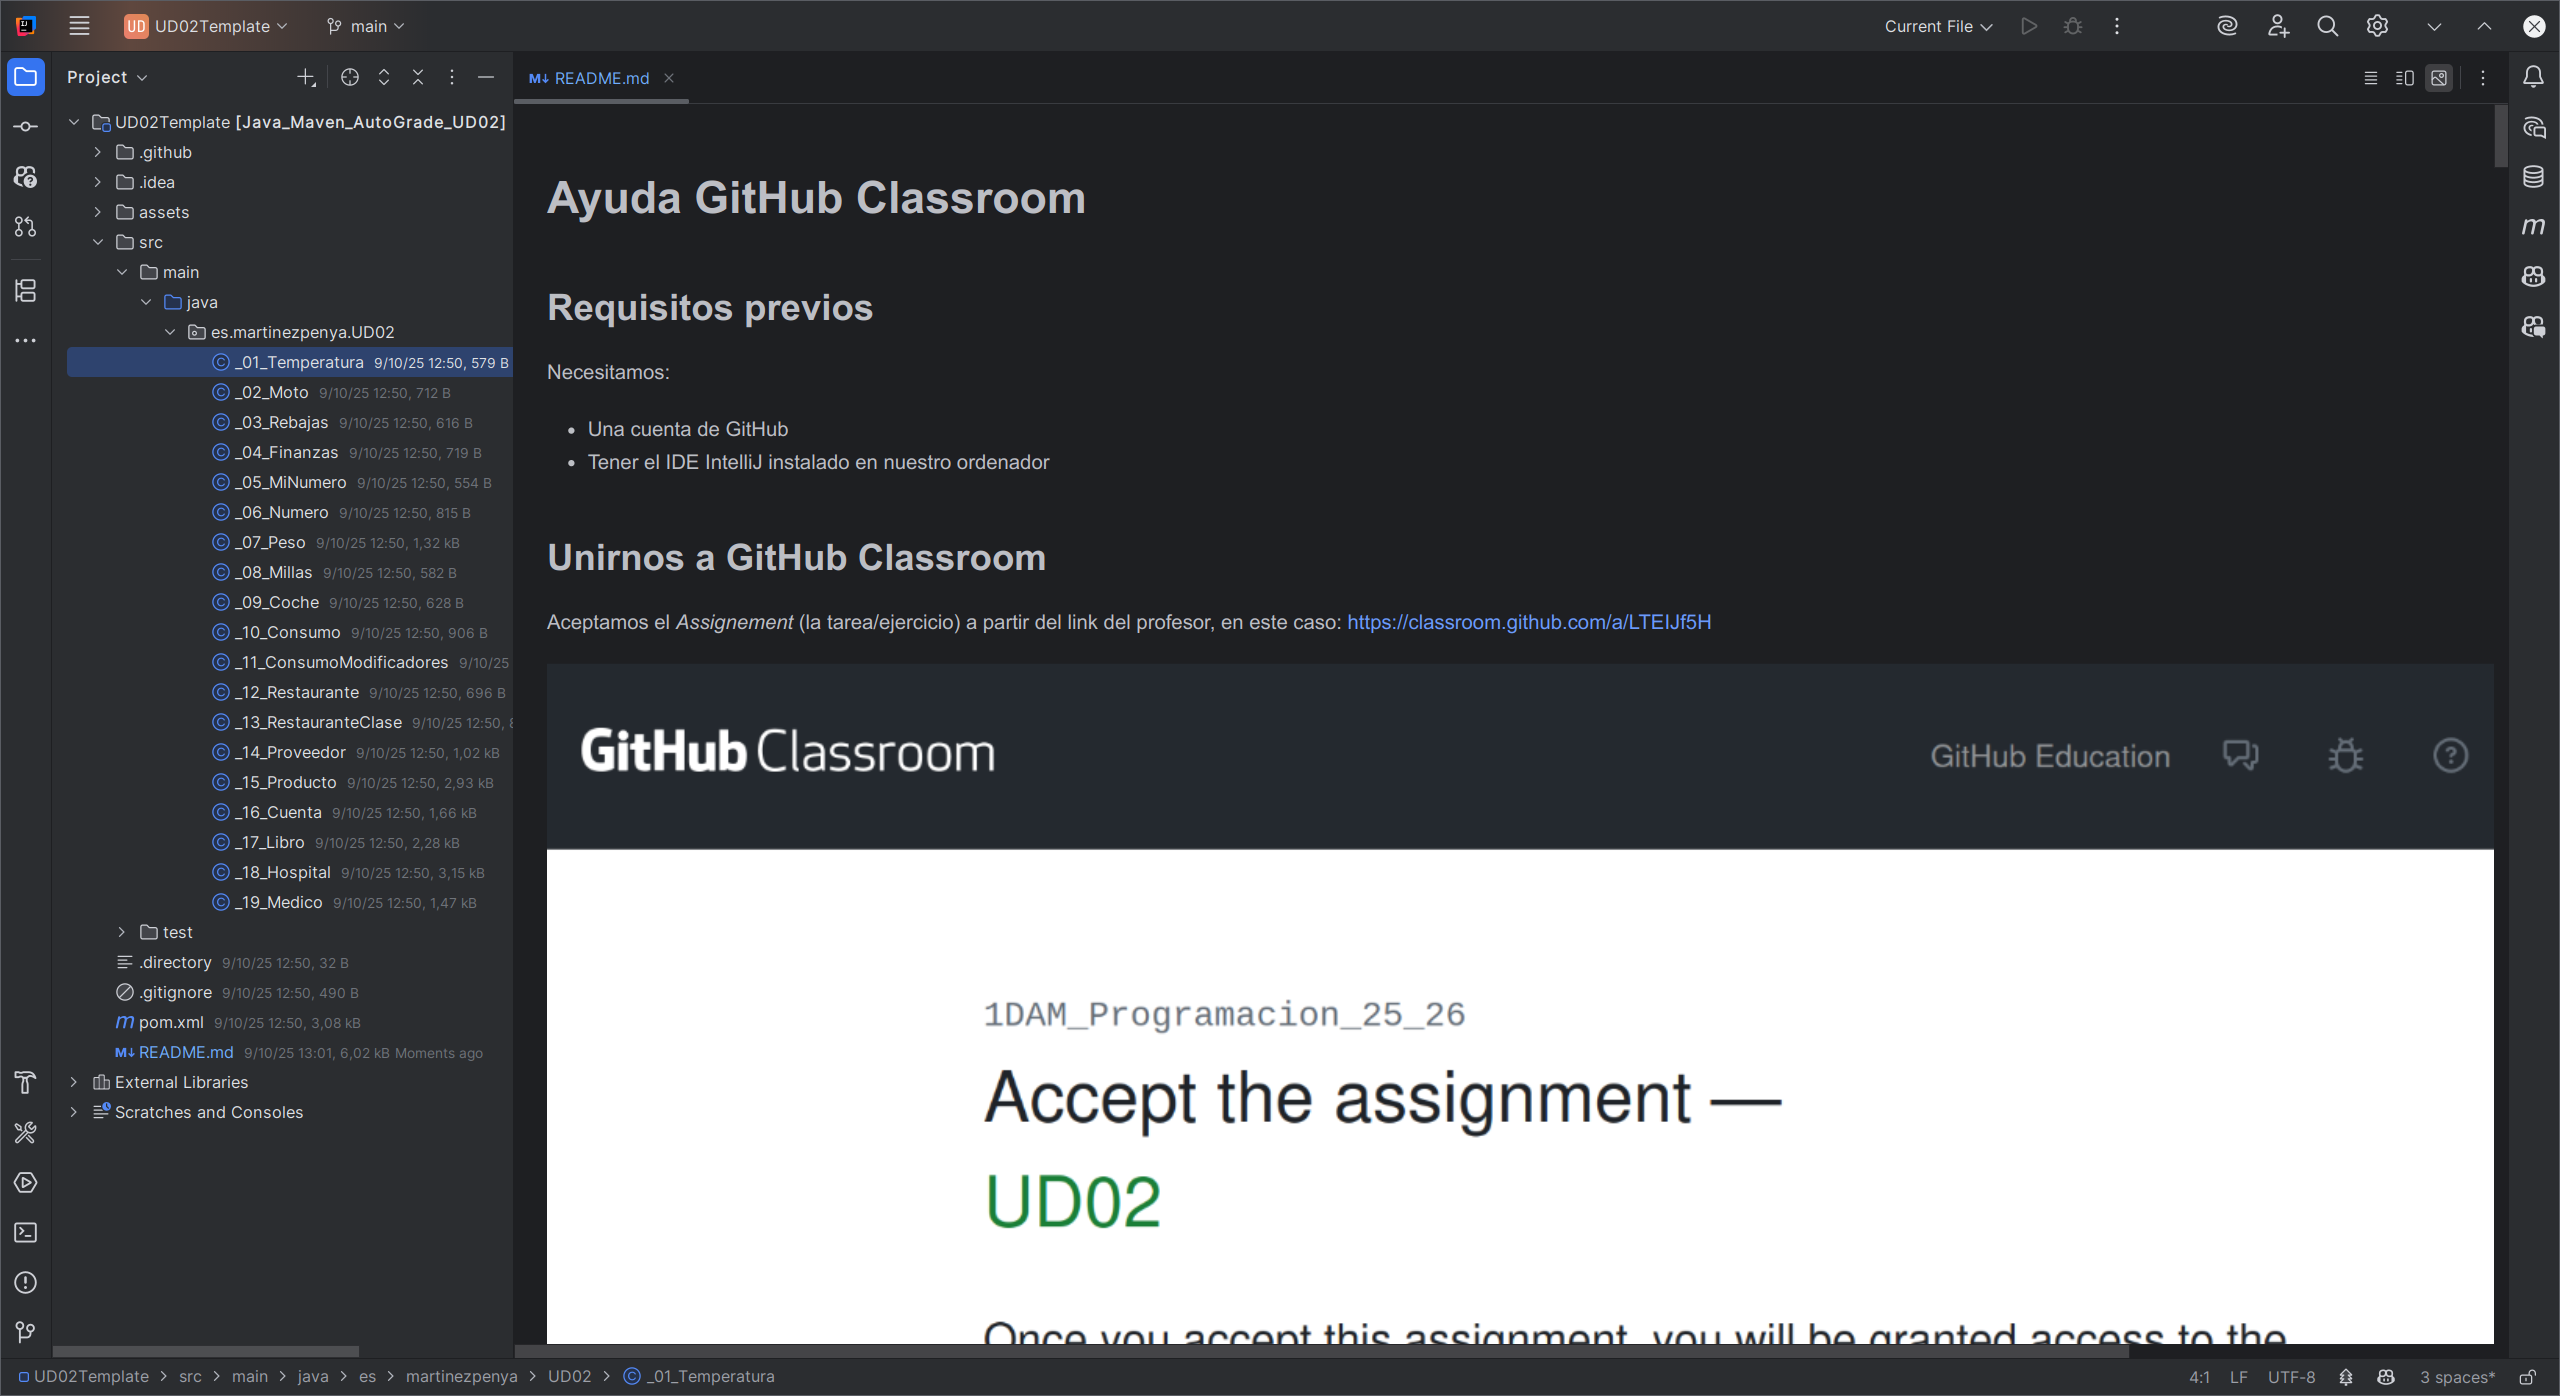 UD UD02Template main Current File
Project
README.md
UD02Template [Java_Maven_AutoGrade_UD02]
.github
.idea
assets
src
main
java
es.martinezpenya.UD02
_01_Temperatura 9/10/25 12:50, 579 B
_02_Moto 9/10/25 12:50, 712 B
_03_Rebajas 9/10/25 12:50, 616 B
_04_Finanzas 9/10/25 12:50, 719 B
_05_MiNumero 9/10/25 12:50, 554 B
_06_Numero 9/10/25 12:50, 815 B
_07_Peso 9/10/25 12:50, 1,32 kB
_08_Millas 9/10/25 12:50, 582 B
_09_Coche 9/10/25 12:50, 628 B
_10_Consumo 9/10/25 12:50, 906 B
_11_ConsumoModificadores 9/10/25
_12_Restaurante 9/10/25 12:50, 696 B
_13_RestauranteClase 9/10/25 12:50,
_14_Proveedor 9/10/25 12:50, 1,02 kB
_15_Producto 9/10/25 12:50, 2,93 kB
_16_Cuenta 9/10/25 12:50, 1,66 kB
_17_Libro 9/10/25 12:50, 2,28 kB
_18_Hospital 9/10/25 12:50, 3,15 kB
_19_Medico 9/10/25 12:50, 1,47 kB
test
.directory 9/10/25 12:50, 32 B
.gitignore 9/10/25 12:50, 490 B
pom.xml 9/10/25 12:50, 3,08 kB
README.md 9/10/25 13:01, 6,02 kB Moments ago
External Libraries
Scratches and Consoles
Ayuda GitHub Classroom
Requisitos previos
Necesitamos:
• Una cuenta de GitHub
• Tener el IDE IntelliJ instalado en nuestro ordenador
Unirnos a GitHub Classroom
Aceptamos el Assignement (la tarea/ejercicio) a partir del link del profesor, en este caso: https://classroom.github.com/a/LTEIJf5H
GitHub Classroom GitHub Education
1DAM_Programacion_25_26
Accept the assignment —
UD02
Once you accept this assignment, you will be granted access to the
UD02Template > src > main > java > es > martinezpenya > UD02 > _01_Temperatura
4:1 LF UTF-8 3 spaces*